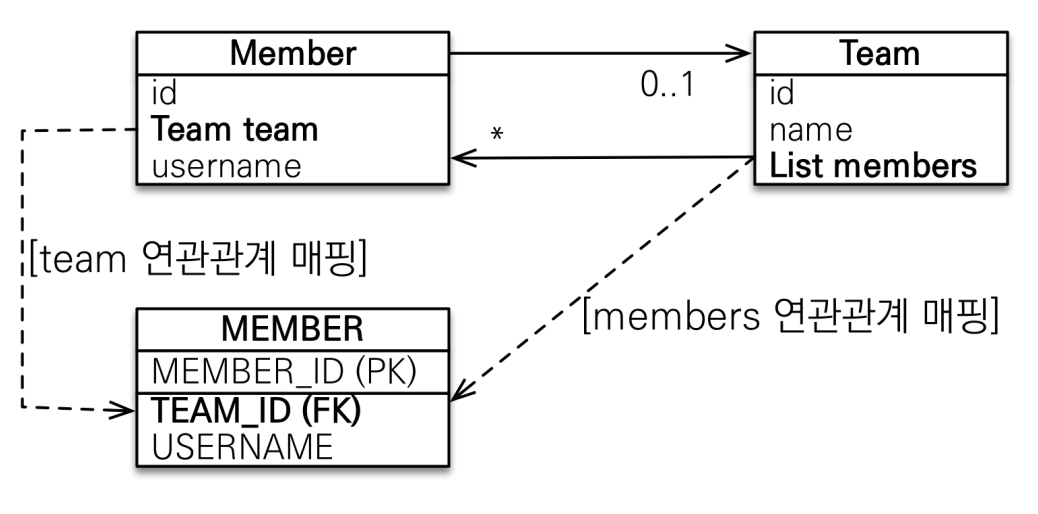 Member
id
Team team
username
0..1
*
Team
id
name
List members
[team 연관관계 매핑]
[members 연관관계 매핑]
MEMBER
MEMBER_ID (PK)
TEAM_ID (FK)
USERNAME